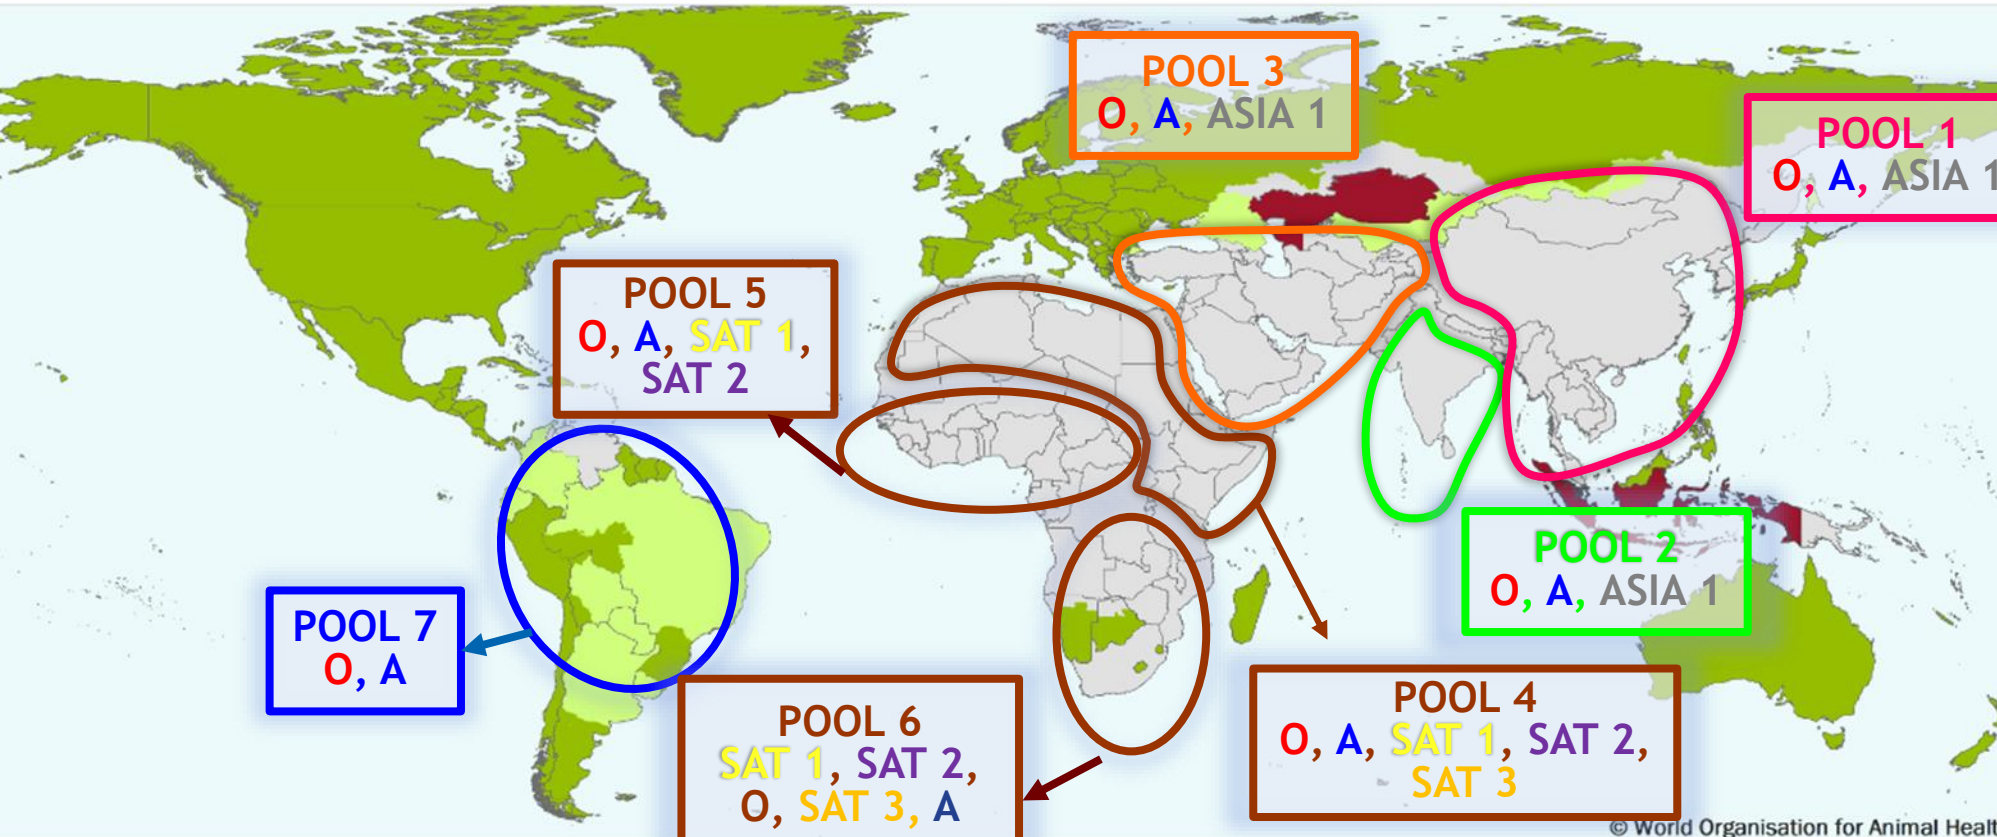 POOL 3
O, A, ASIA 1
POOL 1
O, A, ASIA 1
POOL 5
O, A, SAT 1,
SAT 2
POOL 2
O, A, ASIA 1
POOL 7
O, A
POOL 6
SAT 1, SAT 2,
O, SAT 3, A
POOL 4
O, A, SAT 1, SAT 2,
SAT 3
© World Organisation for Animal Healt